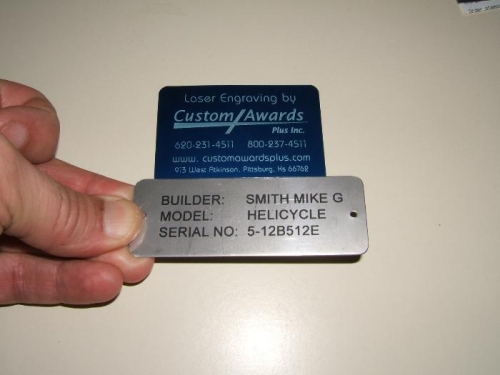 Laser Engraving by
Custom Awards
Plus Inc.
620-231-4511 800-237-4511
www. customawardsplus.com
913 West Atkinson, Pittsburg, Ks 66762
BUILDER: SMITH MIKE G
MODEL: HELICYCLE
SERIAL NO: 5-12B512E